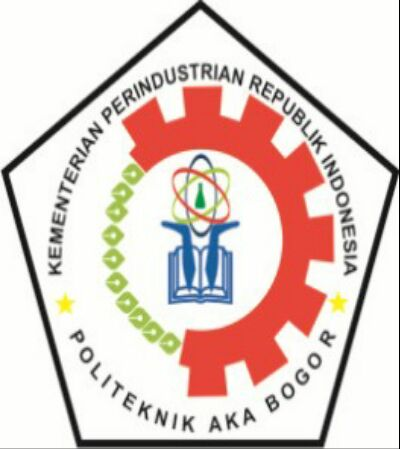 KEMENTERIAN PERINDUSTRIAN REPUBLIK INDONESIA
POLITEKNIK AKA BOGOR